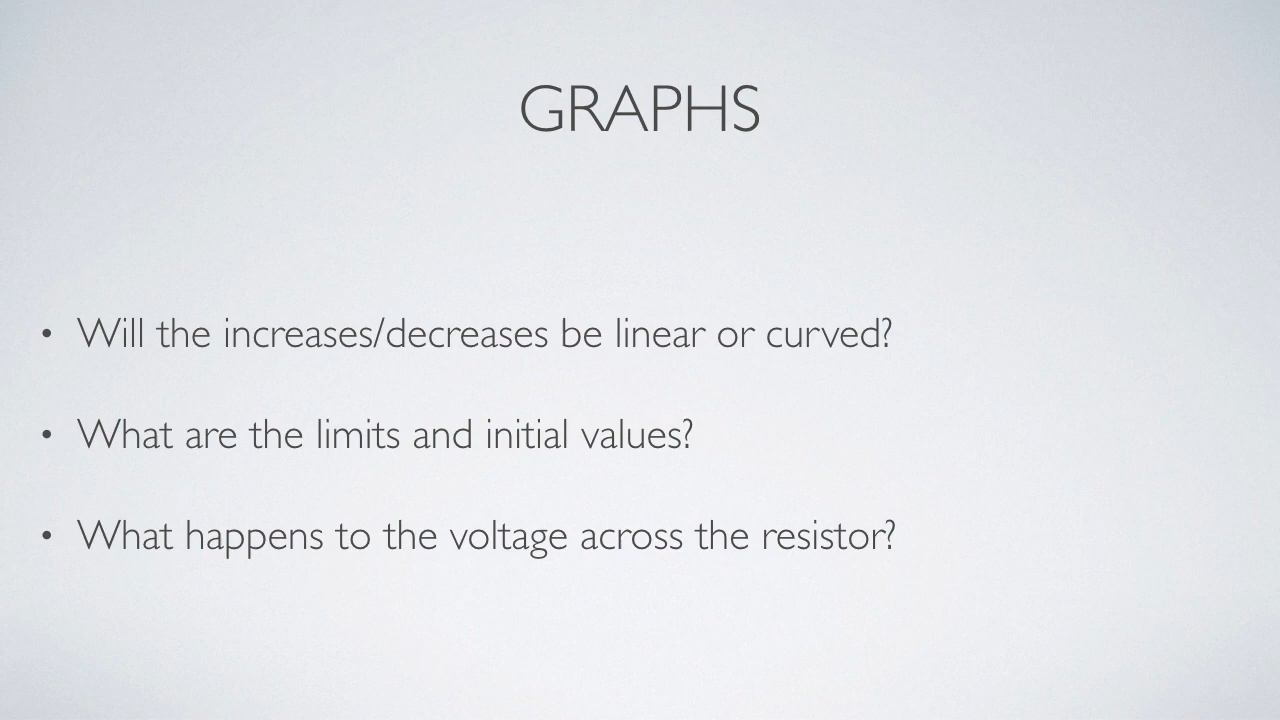 GRAPHS
• Will the increases/decreases be linear or curved?
• What are the limits and initial values?
• What happens to the voltage across the resistor?